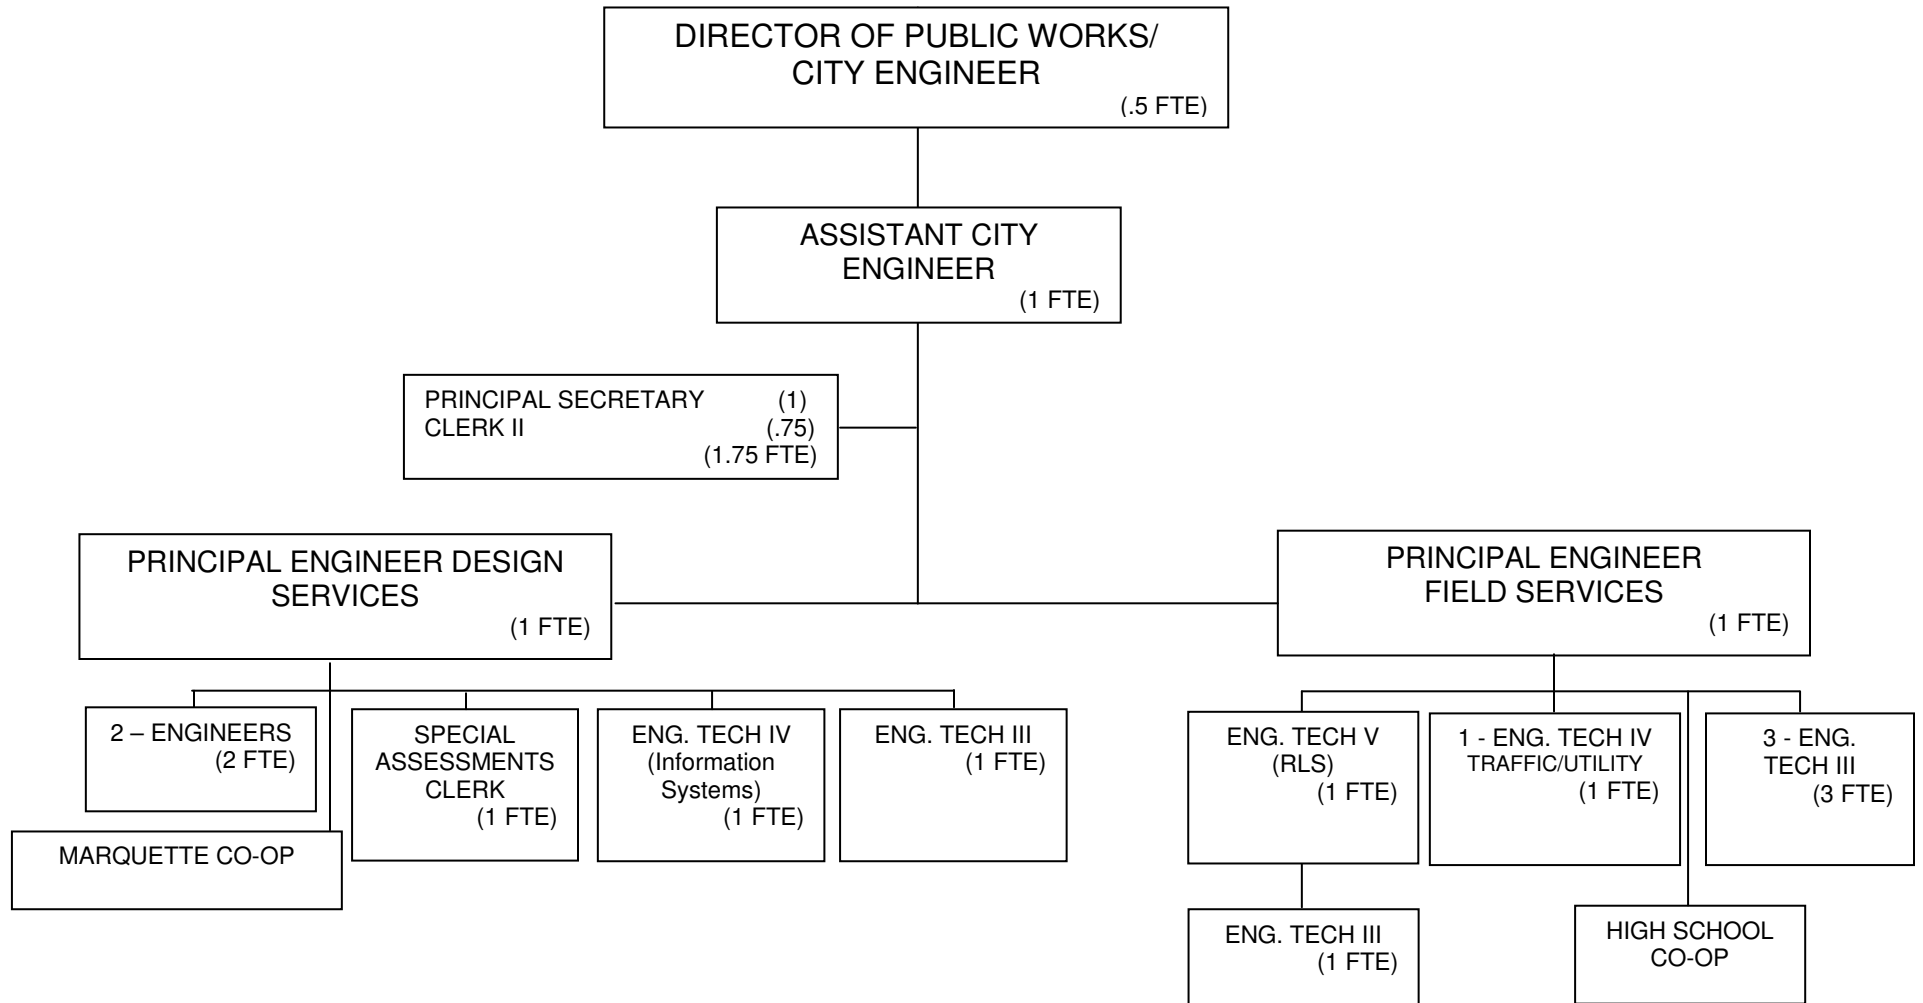 DIRECTOR OF PUBLIC WORKS/
CITY ENGINEER
(.5 FTE)
ASSISTANT CITY
ENGINEER
(1 FTE)
PRINCIPAL SECRETARY (1)
CLERK II (.75)
(1.75 FTE)
PRINCIPAL ENGINEER DESIGN
SERVICES
(1 FTE)
PRINCIPAL ENGINEER
FIELD SERVICES
(1 FTE)
2 – ENGINEERS
(2 FTE)
SPECIAL
ASSESSMENTS
CLERK
(1 FTE)
ENG. TECH IV
(Information
Systems)
(1 FTE)
ENG. TECH III
(1 FTE)
MARQUETTE CO-OP
ENG. TECH V
(RLS)
(1 FTE)
1 - ENG. TECH IV
TRAFFIC/UTILITY
(1 FTE)
3 - ENG.
TECH III
(3 FTE)
ENG. TECH III
(1 FTE)
HIGH SCHOOL
CO-OP